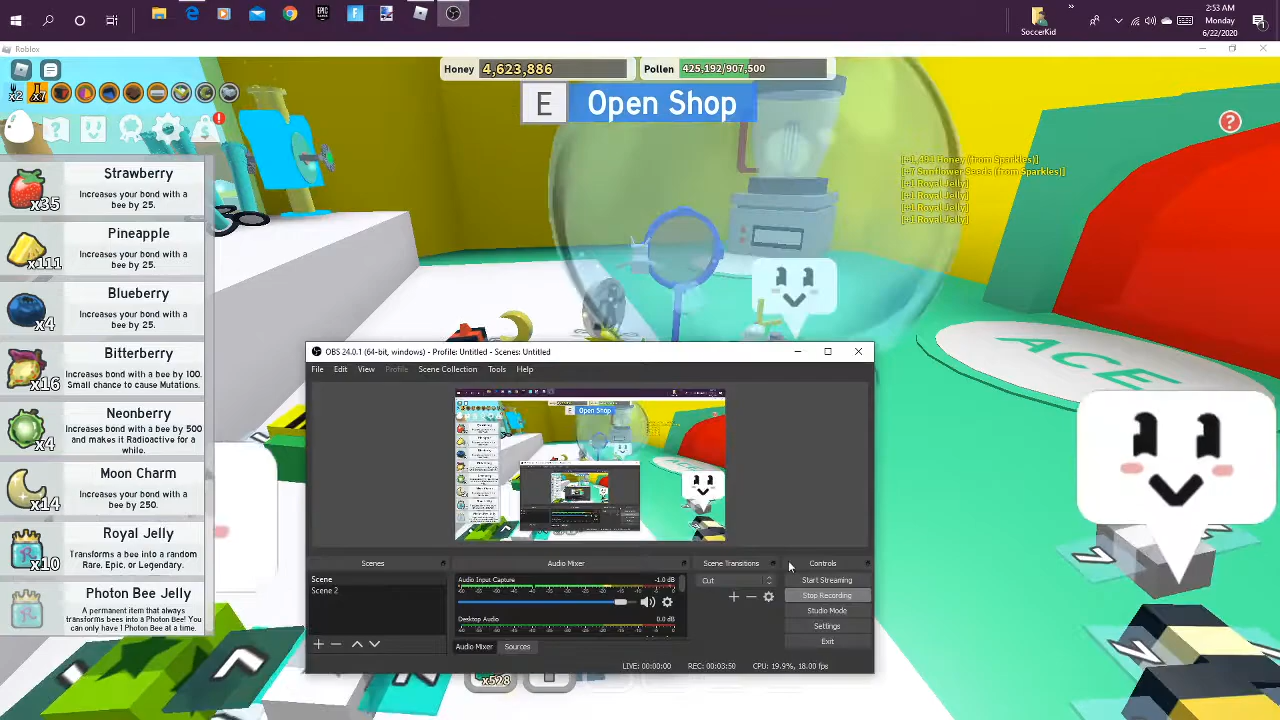 2:53 AM
Monday
6/22/2020
1
SoccerKid
EPIC GAMES
Roblox
Honey 4,623,886
Pollen 425,192/907,500
E Open Shop
x2 x7
[+1 Royal Jelly]
[+1 Royal Jelly]
[+1 Royal Jelly]
[+1 Royal Jelly]
Strawberry
Increases your bond with a
bee by 25.
x35
Pineapple
Increases your bond with a
bee by 25.
x111
Blueberry
Increases your bond with a
bee by 25.
x4
Bitterberry
Increases bond with a bee by 100.
Small chance to cause Mutations.
x16
Neonberry
Increases bond with a bee by 500
and makes it Radioactive for a
while.
x4
Moon Charm
Increases your bond with a
bee by 250.
x14
Royal Jelly
Transforms a bee into a random
Rare, Epic, or Legendary.
x10
Photon Bee Jelly
A permanent item that always
transforms bees into a Photon Bee! You
can only have 1 Photon Bee at a time.
ACE
OBS 24.0.1 (64-bit, windows) - Profile: Untitled - Scenes: Untitled
File Edit View Profile Scene Collection Tools Help
Open Shop
Scenes
Scene
Scene 2
Audio Mixer
Audio Input Capture -1.0 dB
Desktop Audio 0.0 dB
Audio Mixer Sources
Scene Transitions
Cut
Controls
Start Streaming
Stop Recording
Studio Mode
Settings
Exit
LIVE: 00:00:00 REC: 00:03:50 CPU: 19.9%, 18.00 fps
x528